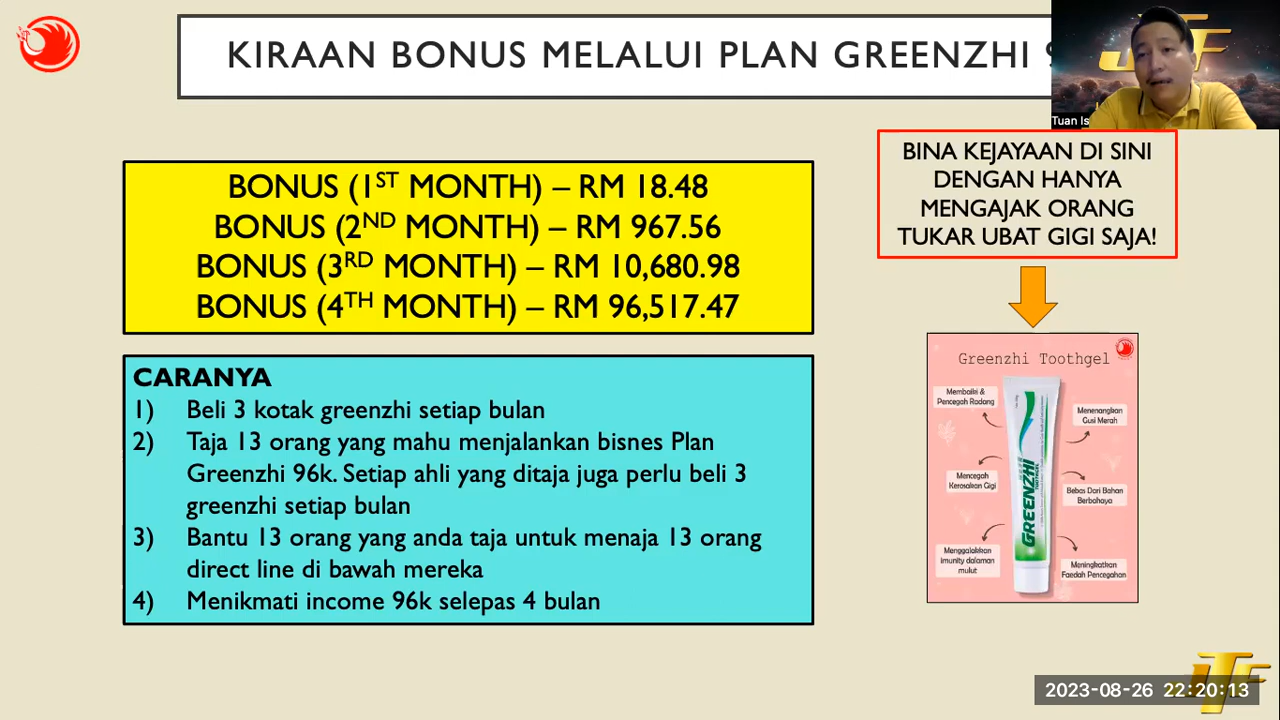 KIRAAN BONUS MELALUI PLAN GREENZHI
Tuan Is
BONUS (1ST MONTH) – RM 18.48
BONUS (2ND MONTH) – RM 967.56
BONUS (3RD MONTH) – RM 10,680.98
BONUS (4TH MONTH) – RM 96,517.47
BINA KEJAYAAN DI SINI
DENGAN HANYA
MENGAJAK ORANG
TUKAR UBAT GIGI SAJA!
CARANYA
1) Beli 3 kotak greenzhi setiap bulan
2) Taja 13 orang yang mahu menjalankan bisnes Plan
Greenzhi 96k. Setiap ahli yang ditaja juga perlu beli 3
greenzhi setiap bulan
3) Bantu 13 orang yang anda taja untuk menaja 13 orang
direct line di bawah mereka
4) Menikmati income 96k selepas 4 bulan
Greenzhi Toothgel
Membaiki &
Pencegah Radang
Menenangkan
Gusi Merah
Mencegah
Kerosakan Gigi
Bebas Dari Bahan
Berbahaya
Menggalakkan
imunity dalaman
mulut
Meningkatkan
Faedah Pencegahan
GREENZHI
JTF
2023-08-26 22:20:13